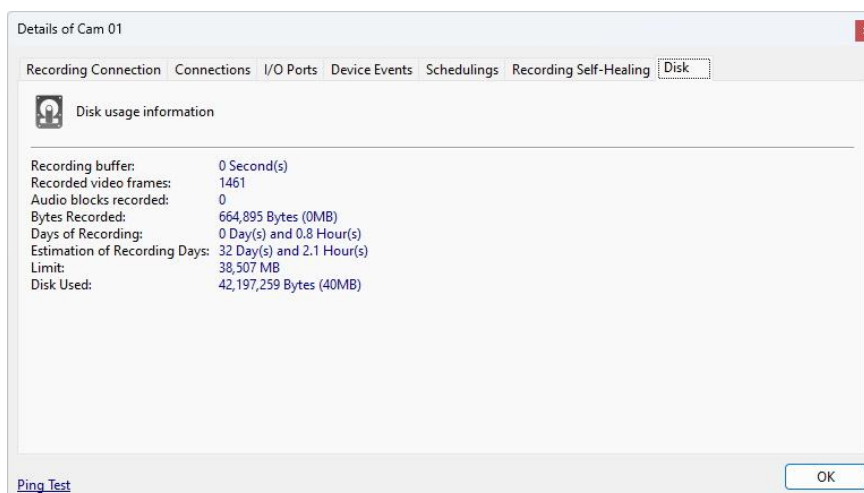 Details of Cam 01
Recording Connection Connections I/O Ports Device Events Schedulings Recording Self-Healing Disk
Disk usage information
Recording buffer: 0 Second(s)
Recorded video frames: 1461
Audio blocks recorded: 0
Bytes Recorded: 664,895 Bytes (0MB)
Days of Recording: 0 Day(s) and 0.8 Hour(s)
Estimation of Recording Days: 32 Day(s) and 2.1 Hour(s)
Limit: 38,507 MB
Disk Used: 42,197,259 Bytes (40MB)
Ping Test OK